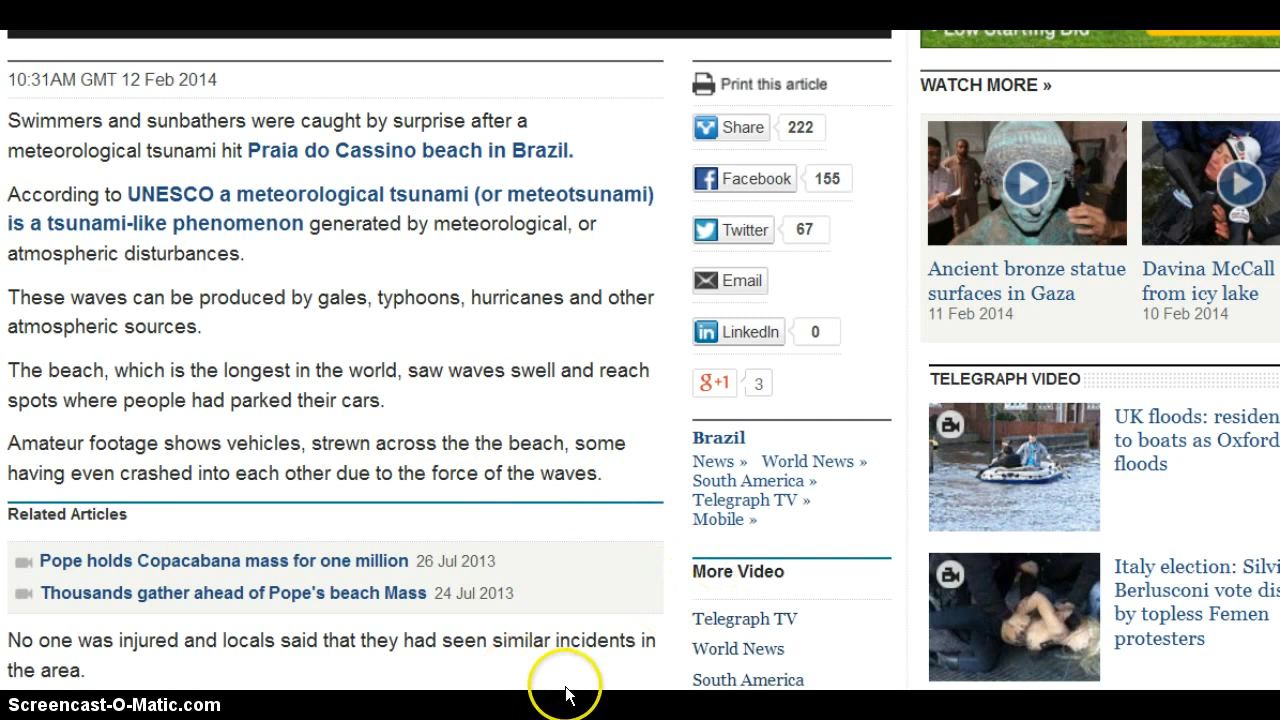 Low Starting Bid
10:31AM GMT 12 Feb 2014
Swimmers and sunbathers were caught by surprise after a
meteorological tsunami hit Praia do Cassino beach in Brazil.
According to UNESCO a meteorological tsunami (or meteotsunami)
is a tsunami-like phenomenon generated by meteorological, or
atmospheric disturbances.
These waves can be produced by gales, typhoons, hurricanes and other
atmospheric sources.
The beach, which is the longest in the world, saw waves swell and reach
spots where people had parked their cars.
Amateur footage shows vehicles, strewn across the the beach, some
having even crashed into each other due to the force of the waves.
Related Articles
Pope holds Copacabana mass for one million 26 Jul 2013
Thousands gather ahead of Pope's beach Mass 24 Jul 2013
No one was injured and locals said that they had seen similar incidents in
the area.
Print this article
Share 222
Facebook 155
Twitter 67
Email
in LinkedIn 0
g+1 3
Brazil
News » World News »
South America »
Telegraph TV »
Mobile »
More Video
Telegraph TV
World News
South America
WATCH MORE »
Ancient bronze statue
surfaces in Gaza
11 Feb 2014
Davina McCall
from icy lake
10 Feb 2014
TELEGRAPH VIDEO
UK floods: residen
to boats as Oxford
floods
Italy election: Silvi
Berlusconi vote dis
by topless Femen
protesters
Screencast-O-Matic.com